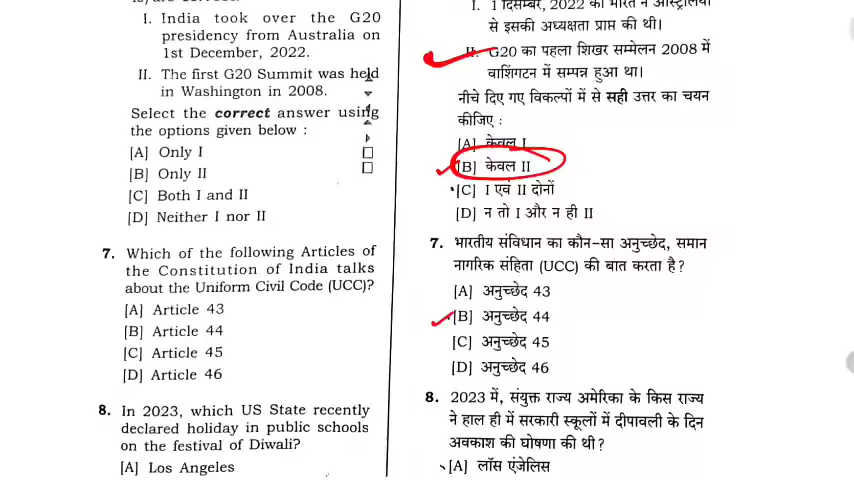 I. India took over the G20
presidency from Australia on
1st December, 2022.
II. The first G20 Summit was held
in Washington in 2008.
Select the correct answer using
the options given below :
[A] Only I
[B] Only II
[C] Both I and II
[D] Neither I nor II
7. Which of the following Articles of
the Constitution of India talks
about the Uniform Civil Code (UCC)?
[A] Article 43
[B] Article 44
[C] Article 45
[D] Article 46
8. In 2023, which US State recently
declared holiday in public schools
on the festival of Diwali?
[A] Los Angeles
I. 1 दिसम्बर, 2022 को भारत ने ऑस्ट्रेलिया
से इसकी अध्यक्षता प्राप्त की थी।
II. G20 का पहला शिखर सम्मेलन 2008 में
वाशिंगटन में सम्पन्न हुआ था।
नीचे दिए गए विकल्पों में से सही उत्तर का चयन
कीजिए :
[A] केवल I
[B] केवल II
[C] I एवं II दोनों
[D] न तो I और न ही II
7. भारतीय संविधान का कौन-सा अनुच्छेद, समान
नागरिक संहिता (UCC) की बात करता है?
[A] अनुच्छेद 43
[B] अनुच्छेद 44
[C] अनुच्छेद 45
[D] अनुच्छेद 46
8. 2023 में, संयुक्त राज्य अमेरिका के किस राज्य
ने हाल ही में सरकारी स्कूलों में दीपावली के दिन
अवकाश की घोषणा की थी?
[A] लॉस एंजेलिस